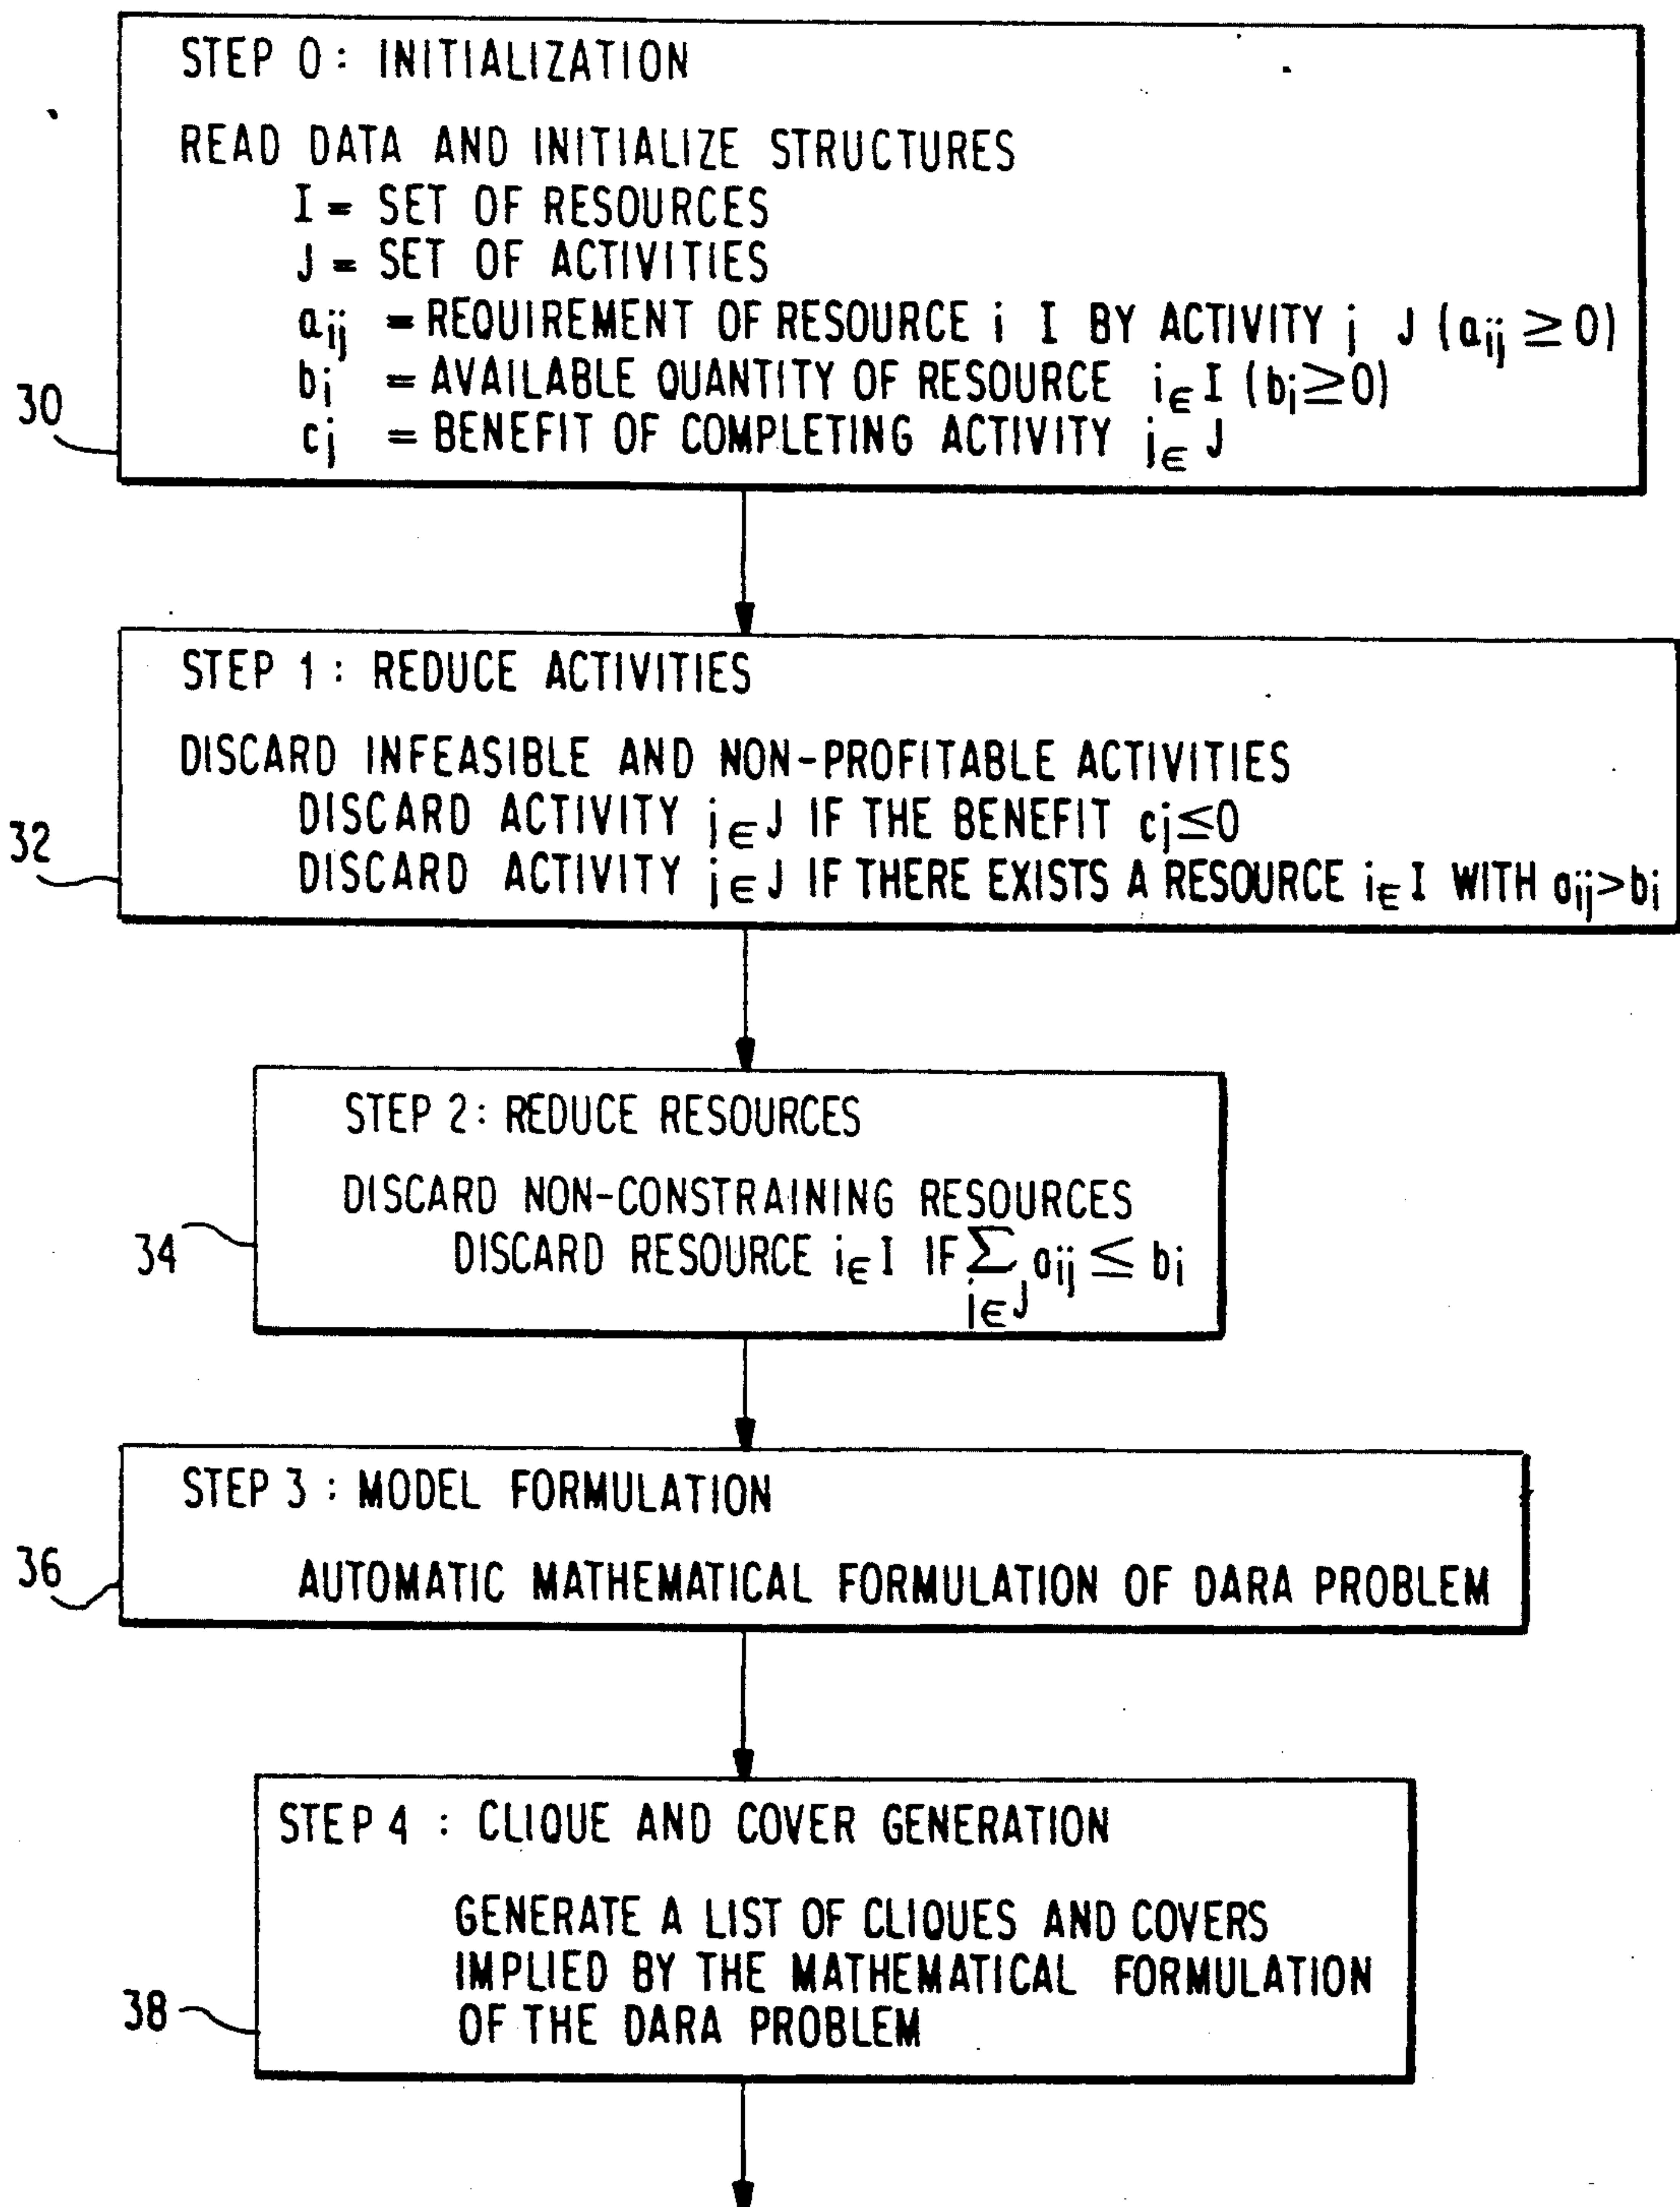 STEP 0 : INITIALIZATION
READ DATA AND INITIALIZE STRUCTURES
I = SET OF RESOURCES
J = SET OF ACTIVITIES
aij = REQUIREMENT OF RESOURCE i I BY ACTIVITY j J (aij ≥ 0)
bi = AVAILABLE QUANTITY OF RESOURCE i∈I (bi≥0)
cj = BENEFIT OF COMPLETING ACTIVITY j∈J
30
STEP 1 : REDUCE ACTIVITIES
DISCARD INFEASIBLE AND NON-PROFITABLE ACTIVITIES
DISCARD ACTIVITY j∈J IF THE BENEFIT cj≤0
DISCARD ACTIVITY j∈J IF THERE EXISTS A RESOURCE i∈I WITH aij>bi
32
STEP 2 : REDUCE RESOURCES
DISCARD NON-CONSTRAINING RESOURCES
DISCARD RESOURCE i∈I IF ∑ aij ≤ bi
j∈J
34
STEP 3 : MODEL FORMULATION
AUTOMATIC MATHEMATICAL FORMULATION OF DARA PROBLEM
36
STEP 4 : CLIQUE AND COVER GENERATION
GENERATE A LIST OF CLIQUES AND COVERS
IMPLIED BY THE MATHEMATICAL FORMULATION
OF THE DARA PROBLEM
38